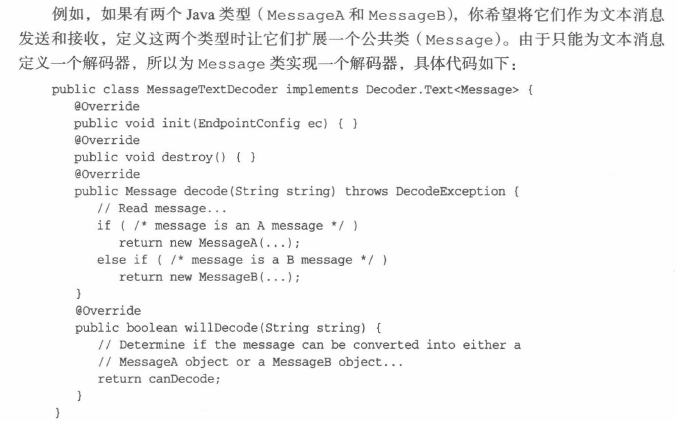 例如，如果有两个 Java 类型（MessageA 和 MessageB），你希望将它们作为文本消息
发送和接收，定义这两个类型时让它们扩展一个公共类（Message）。由于只能为文本消息
定义一个解码器，所以为 Message 类实现一个解码器，具体代码如下：
public class MessageTextDecoder implements Decoder.Text<Message> {
@Override
public void init(EndpointConfig ec) { }
@Override
public void destroy() { }
@Override
public Message decode(String string) throws DecodeException {
// Read message...
if ( /* message is an A message */ )
return new MessageA(...);
else if ( /* message is a B message */ )
return new MessageB(...);
}
@Override
public boolean willDecode(String string) {
// Determine if the message can be converted into either a
// MessageA object or a MessageB object...
return canDecode;
}
}